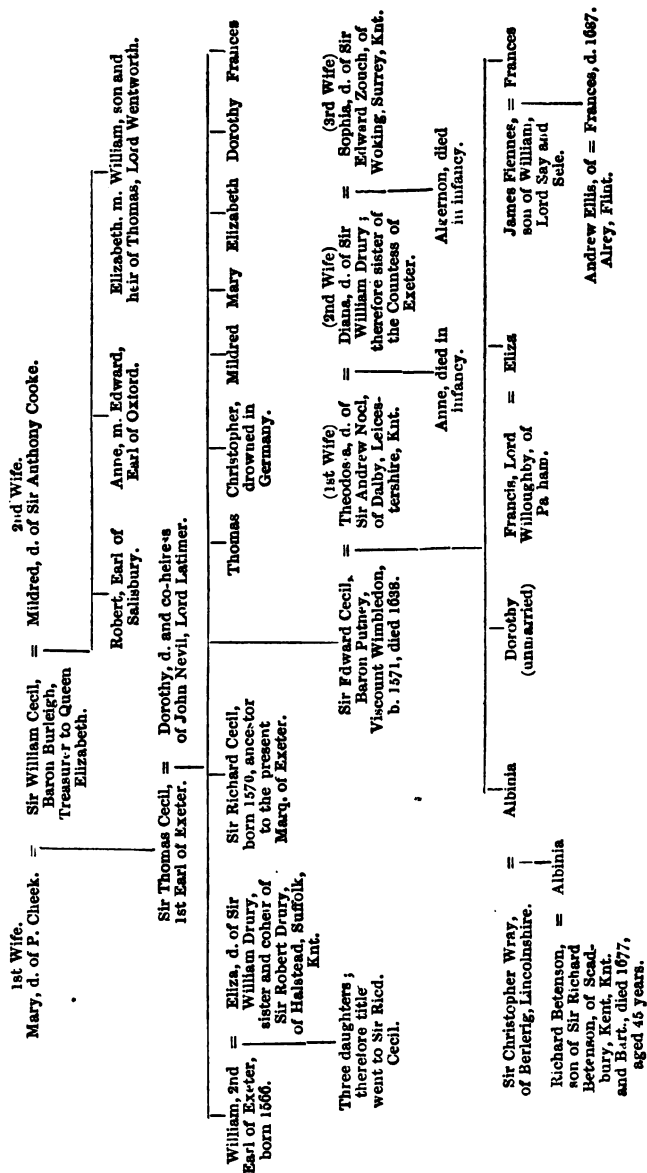 1st Wife.
Mary, d. of P. Cheek.
=
Sir William Cecil,
Baron Burleigh,
Treasurer to Queen
Elizabeth.
=
2nd Wife.
Mildred, d. of Sir Anthony Cooke.
Robert, Earl of
Salisbury.
Anne, m. Edward,
Earl of Oxford.
Elizabeth. m. William, son and
heir of Thomas, Lord Wentworth.
Sir Thomas Cecil,
1st Earl of Exeter.
=
Dorothy, d. and co-heiress
of John Nevil, Lord Latimer.
William, 2nd
Earl of Exeter,
born 1566.
=
Eliza, d. of Sir
William Drury,
sister and coheir of
Sir Robert Drury,
of Halstead, Suffolk,
Knt.
Sir Richard Cecil,
born 1570, ancestor
to the present
Marq. of Exeter.
Thomas
Christopher,
drowned in
Germany.
Mildred
Mary
Elizabeth
Dorothy
Frances
Three daughters;
therefore title
went to Sir Ricd.
Cecil.
Sir Edward Cecil,
Baron Putney,
Viscount Wimbledon,
b. 1571, died 1638.
=
(1st Wife)
Theodosia, d. of
Sir Andrew Nocl,
of Dalby, Leices-
tershire, Knt.
=
(2nd Wife)
Diana, d. of Sir
William Drury;
therefore sister of
the Countess of
Exeter.
=
(3rd Wife)
Sophia, d. of Sir
Edward Zouch, of
Woking, Surrey, Knt.
Anne, died in
infancy.
Algernon, died
in infancy.
Sir Christopher Wray,
of Berlerig, Lincolnshire.
=
Albinia
Dorothy
(unmarried)
Francis, Lord
Willoughby, of
Pa ham.
=
Eliza
James Fiennes,
son of William,
Lord Say and
Sele.
=
Frances
Richard Betenson,
son of Sir Richard
Betenson, of Scad-
bury, Kent, Knt.
and Bart., died 1677,
aged 45 years.
=
Albinia
Andrew Ellis, of
Alrey, Flint.
=
Frances, d. 1687.